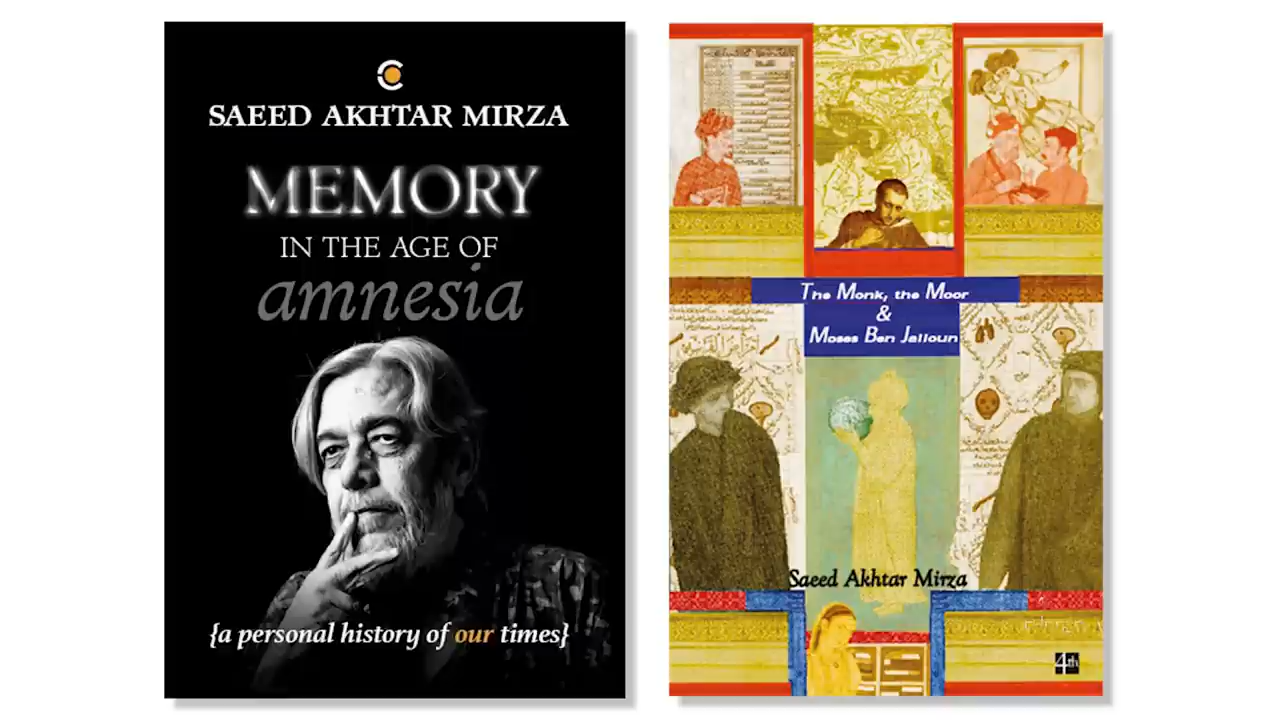 SAEED AKHTAR MIRZA
MEMORY
IN THE AGE OF
amnesia
{a personal history of our times}
The Monk, the Moor
&
Moses Ben Jalloun
Saeed Akhtar Mirza
4th